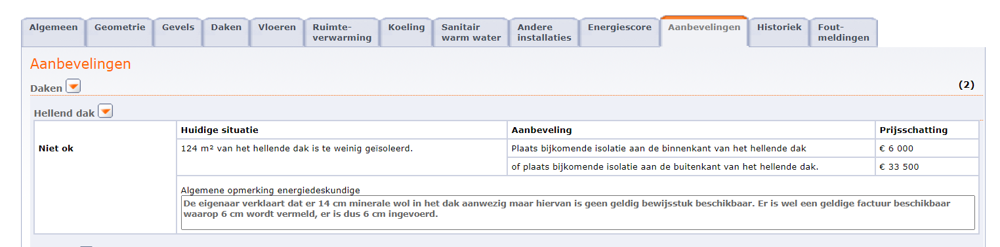 Algemeen Geometrie Gevels Daken Vloeren Ruimte- Koeling Sanitair Andere Energiescore Aanbevelingen Historiek Fout-
verwarming warm water installaties meldingen
Aanbevelingen
Daken (2)
Hellend dak
Huidige situatie Aanbeveling Prijsschatting
Niet ok 124 m² van het hellende dak is te weinig geïsoleerd. Plaats bijkomende isolatie aan de binnenkant van het hellende dak € 6 000
of plaats bijkomende isolatie aan de buitenkant van het hellende dak. € 33 500
Algemene opmerking energiedeskundige
De eigenaar verklaart dat er 14 cm minerale wol in het dak aanwezig maar hiervan is geen geldig bewijsstuk beschikbaar. Er is wel een geldige factuur beschikbaar
waarop 6 cm wordt vermeld, er is dus 6 cm ingevoerd.